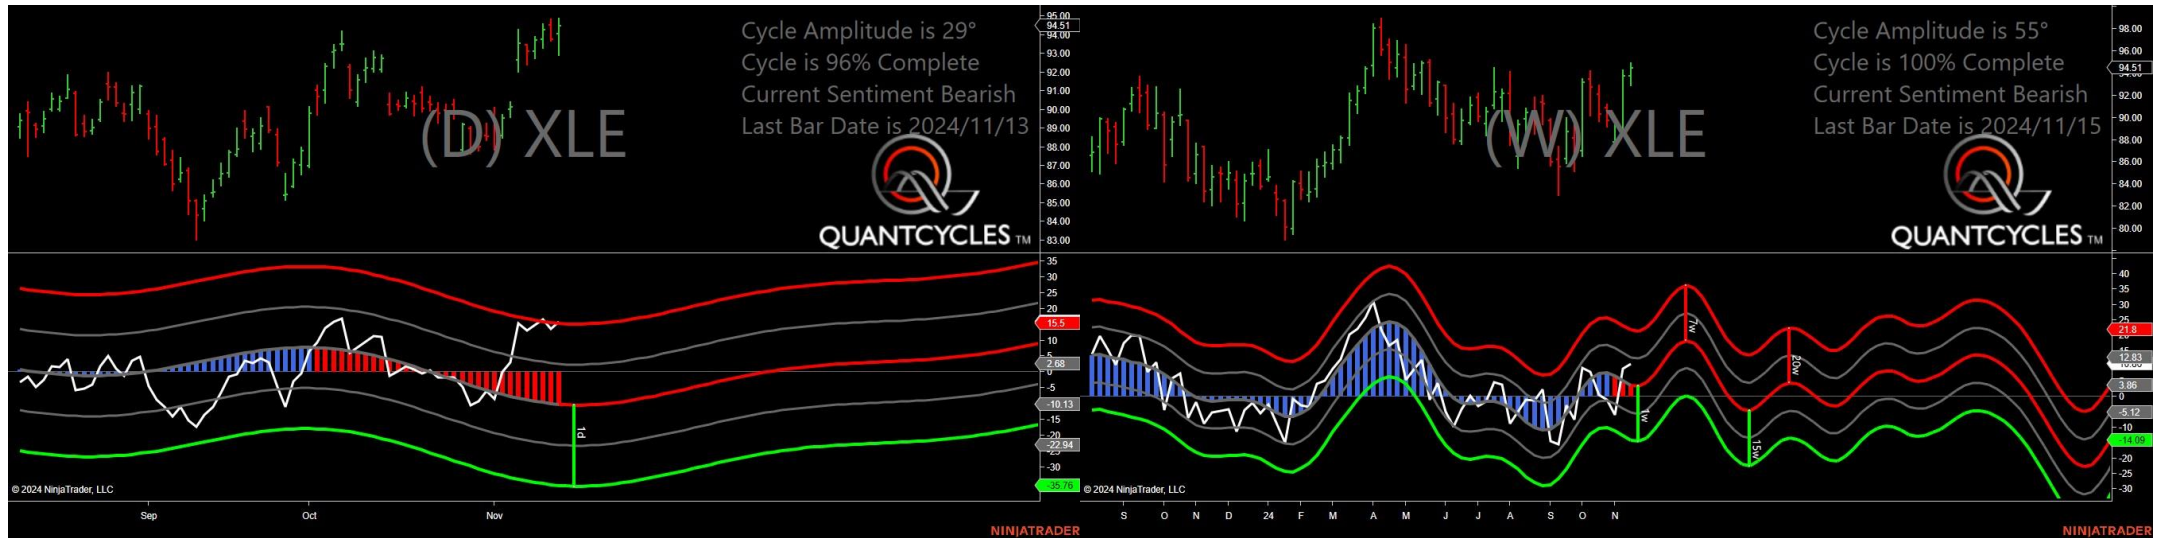 Cycle Amplitude is 29°
Cycle is 96% Complete
Current Sentiment Bearish
Last Bar Date is 2024/11/13
(D) XLE
QUANTCYCLES TM
95.00
94.51
94.00
93.00
92.00
91.00
90.00
89.00
88.00
87.00
86.00
85.00
84.00
83.00
35
30
25
20
15.5
10
5
2.68
0
-5
-10.13
-15
-20
-22.94
-25
-30
-35.76
1d
© 2024 NinjaTrader, LLC
Sep Oct Nov
NINJATRADER
Cycle Amplitude is 55°
Cycle is 100% Complete
Current Sentiment Bearish
Last Bar Date is 2024/11/15
(W) XLE
QUANTCYCLES TM
98.00
96.00
94.51
92.00
90.00
88.00
86.00
84.00
82.00
80.00
40
35
30
25
21.8
15
12.83
5
3.86
0
-5.12
-10
-14.09
-20
-25
-30
1w
7w
15w
20w
© 2024 NinjaTrader, LLC
S O N D 24 F M A M J J A S O N
NINJATRADER